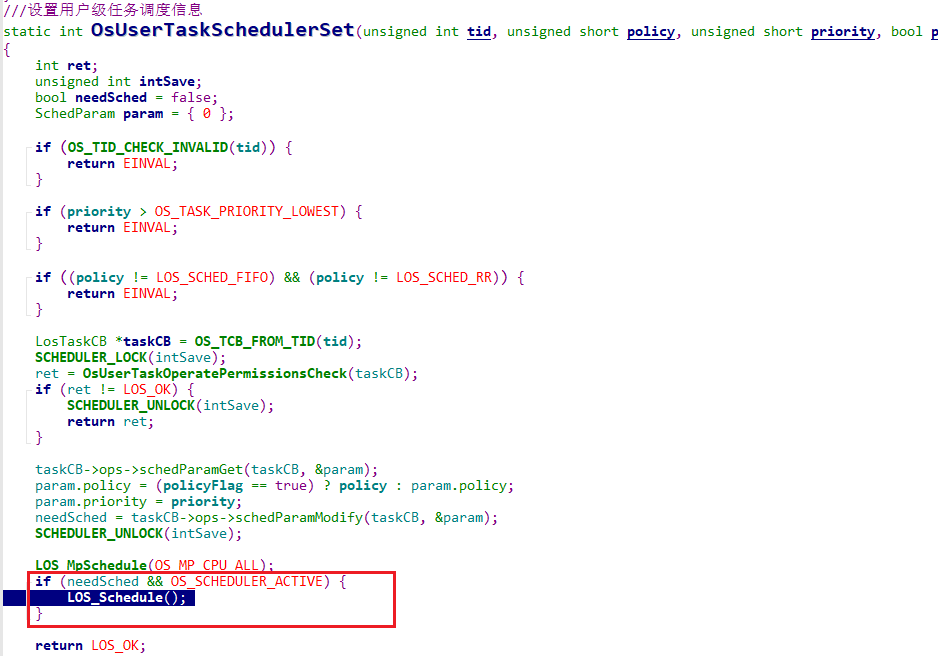 ///设置用户级任务调度信息
static int OsUserTaskSchedulerSet(unsigned int tid, unsigned short policy, unsigned short priority, bool p
{
int ret;
unsigned int intSave;
bool needSched = false;
SchedParam param = { 0 };
if (OS_TID_CHECK_INVALID(tid)) {
return EINVAL;
}
if (priority > OS_TASK_PRIORITY_LOWEST) {
return EINVAL;
}
if ((policy != LOS_SCHED_FIFO) && (policy != LOS_SCHED_RR)) {
return EINVAL;
}
LosTaskCB *taskCB = OS_TCB_FROM_TID(tid);
SCHEDULER_LOCK(intSave);
ret = OsUserTaskOperatePermissionsCheck(taskCB);
if (ret != LOS_OK) {
SCHEDULER_UNLOCK(intSave);
return ret;
}
taskCB->ops->schedParamGet(taskCB, &param);
param.policy = (policyFlag == true) ? policy : param.policy;
param.priority = priority;
needSched = taskCB->ops->schedParamModify(taskCB, &param);
SCHEDULER_UNLOCK(intSave);
LOS_MpSchedule(OS_MP_CPU_ALL);
if (needSched && OS_SCHEDULER_ACTIVE) {
LOS_Schedule();
}
return LOS_OK;